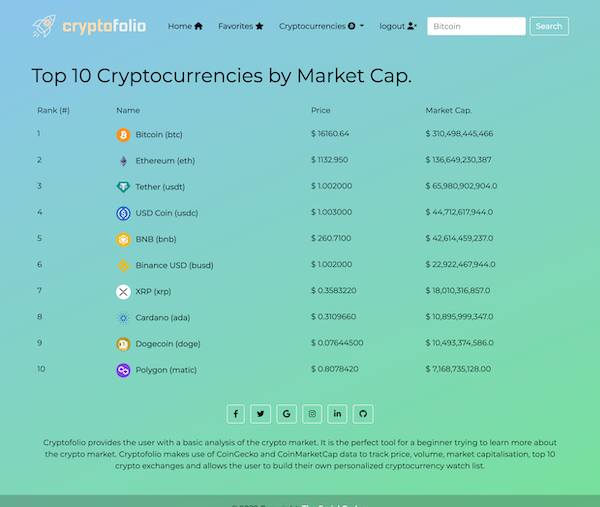 cryptofolio Home Favorites Cryptocurrencies logout Bitcoin Search
Top 10 Cryptocurrencies by Market Cap.
Rank (#) Name Price Market Cap.
1 Bitcoin (btc) $ 16160.64 $ 310,498,445,466
2 Ethereum (eth) $ 1132.950 $ 136,649,230,387
3 Tether (usdt) $ 1.002000 $ 65,980,902,904.0
4 USD Coin (usdc) $ 1.003000 $ 44,712,617,944.0
5 BNB (bnb) $ 260.7100 $ 42,614,459,237.0
6 Binance USD (busd) $ 1.002000 $ 22,922,467,944.0
7 XRP (xrp) $ 0.3583220 $ 18,010,316,857.0
8 Cardano (ada) $ 0.3109660 $ 10,895,999,347.0
9 Dogecoin (doge) $ 0.07644500 $ 10,493,374,586.0
10 Polygon (matic) $ 0.8078420 $ 7,168,735,128.00
Cryptofolio provides the user with a basic analysis of the crypto market. It is the perfect tool for a beginner trying to learn more about
the crypto market. Cryptofolio makes use of CoinGecko and CoinMarketCap data to track price, volume, market capitalisation, top 10
crypto exchanges and allows the user to build their own personalized cryptocurrency watch list.